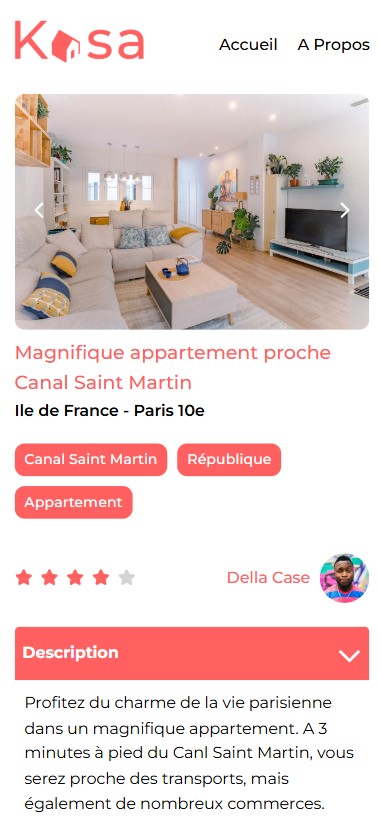 Kasa
Accueil A Propos
Magnifique appartement proche
Canal Saint Martin
Ile de France - Paris 10e
Canal Saint Martin République
Appartement
Della Case
Description
Profitez du charme de la vie parisienne
dans un magnifique appartement. A 3
minutes à pied du Canl Saint Martin, vous
serez proche des transports, mais
également de nombreux commerces.